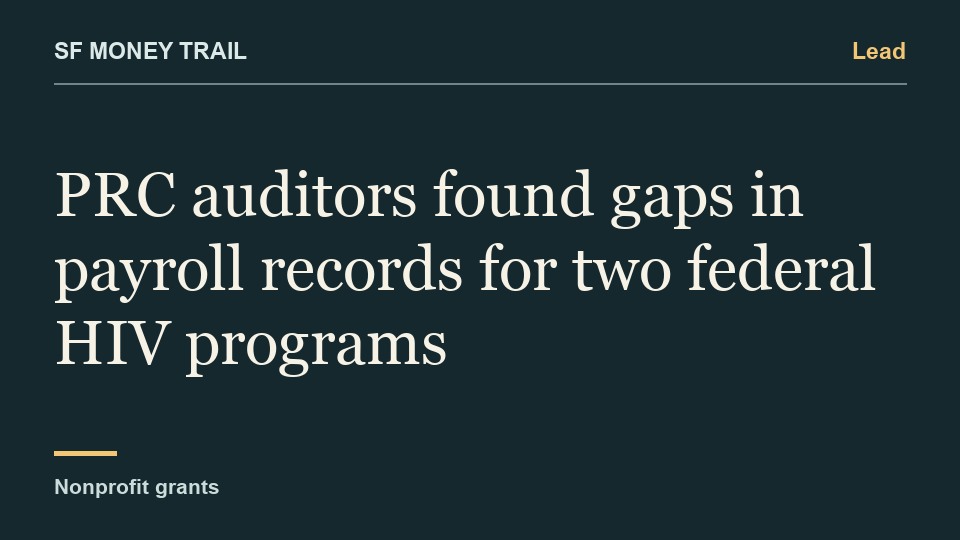 SF MONEY TRAIL
Lead
PRC auditors found gaps in
payroll records for two federal
HIV programs
Nonprofit grants